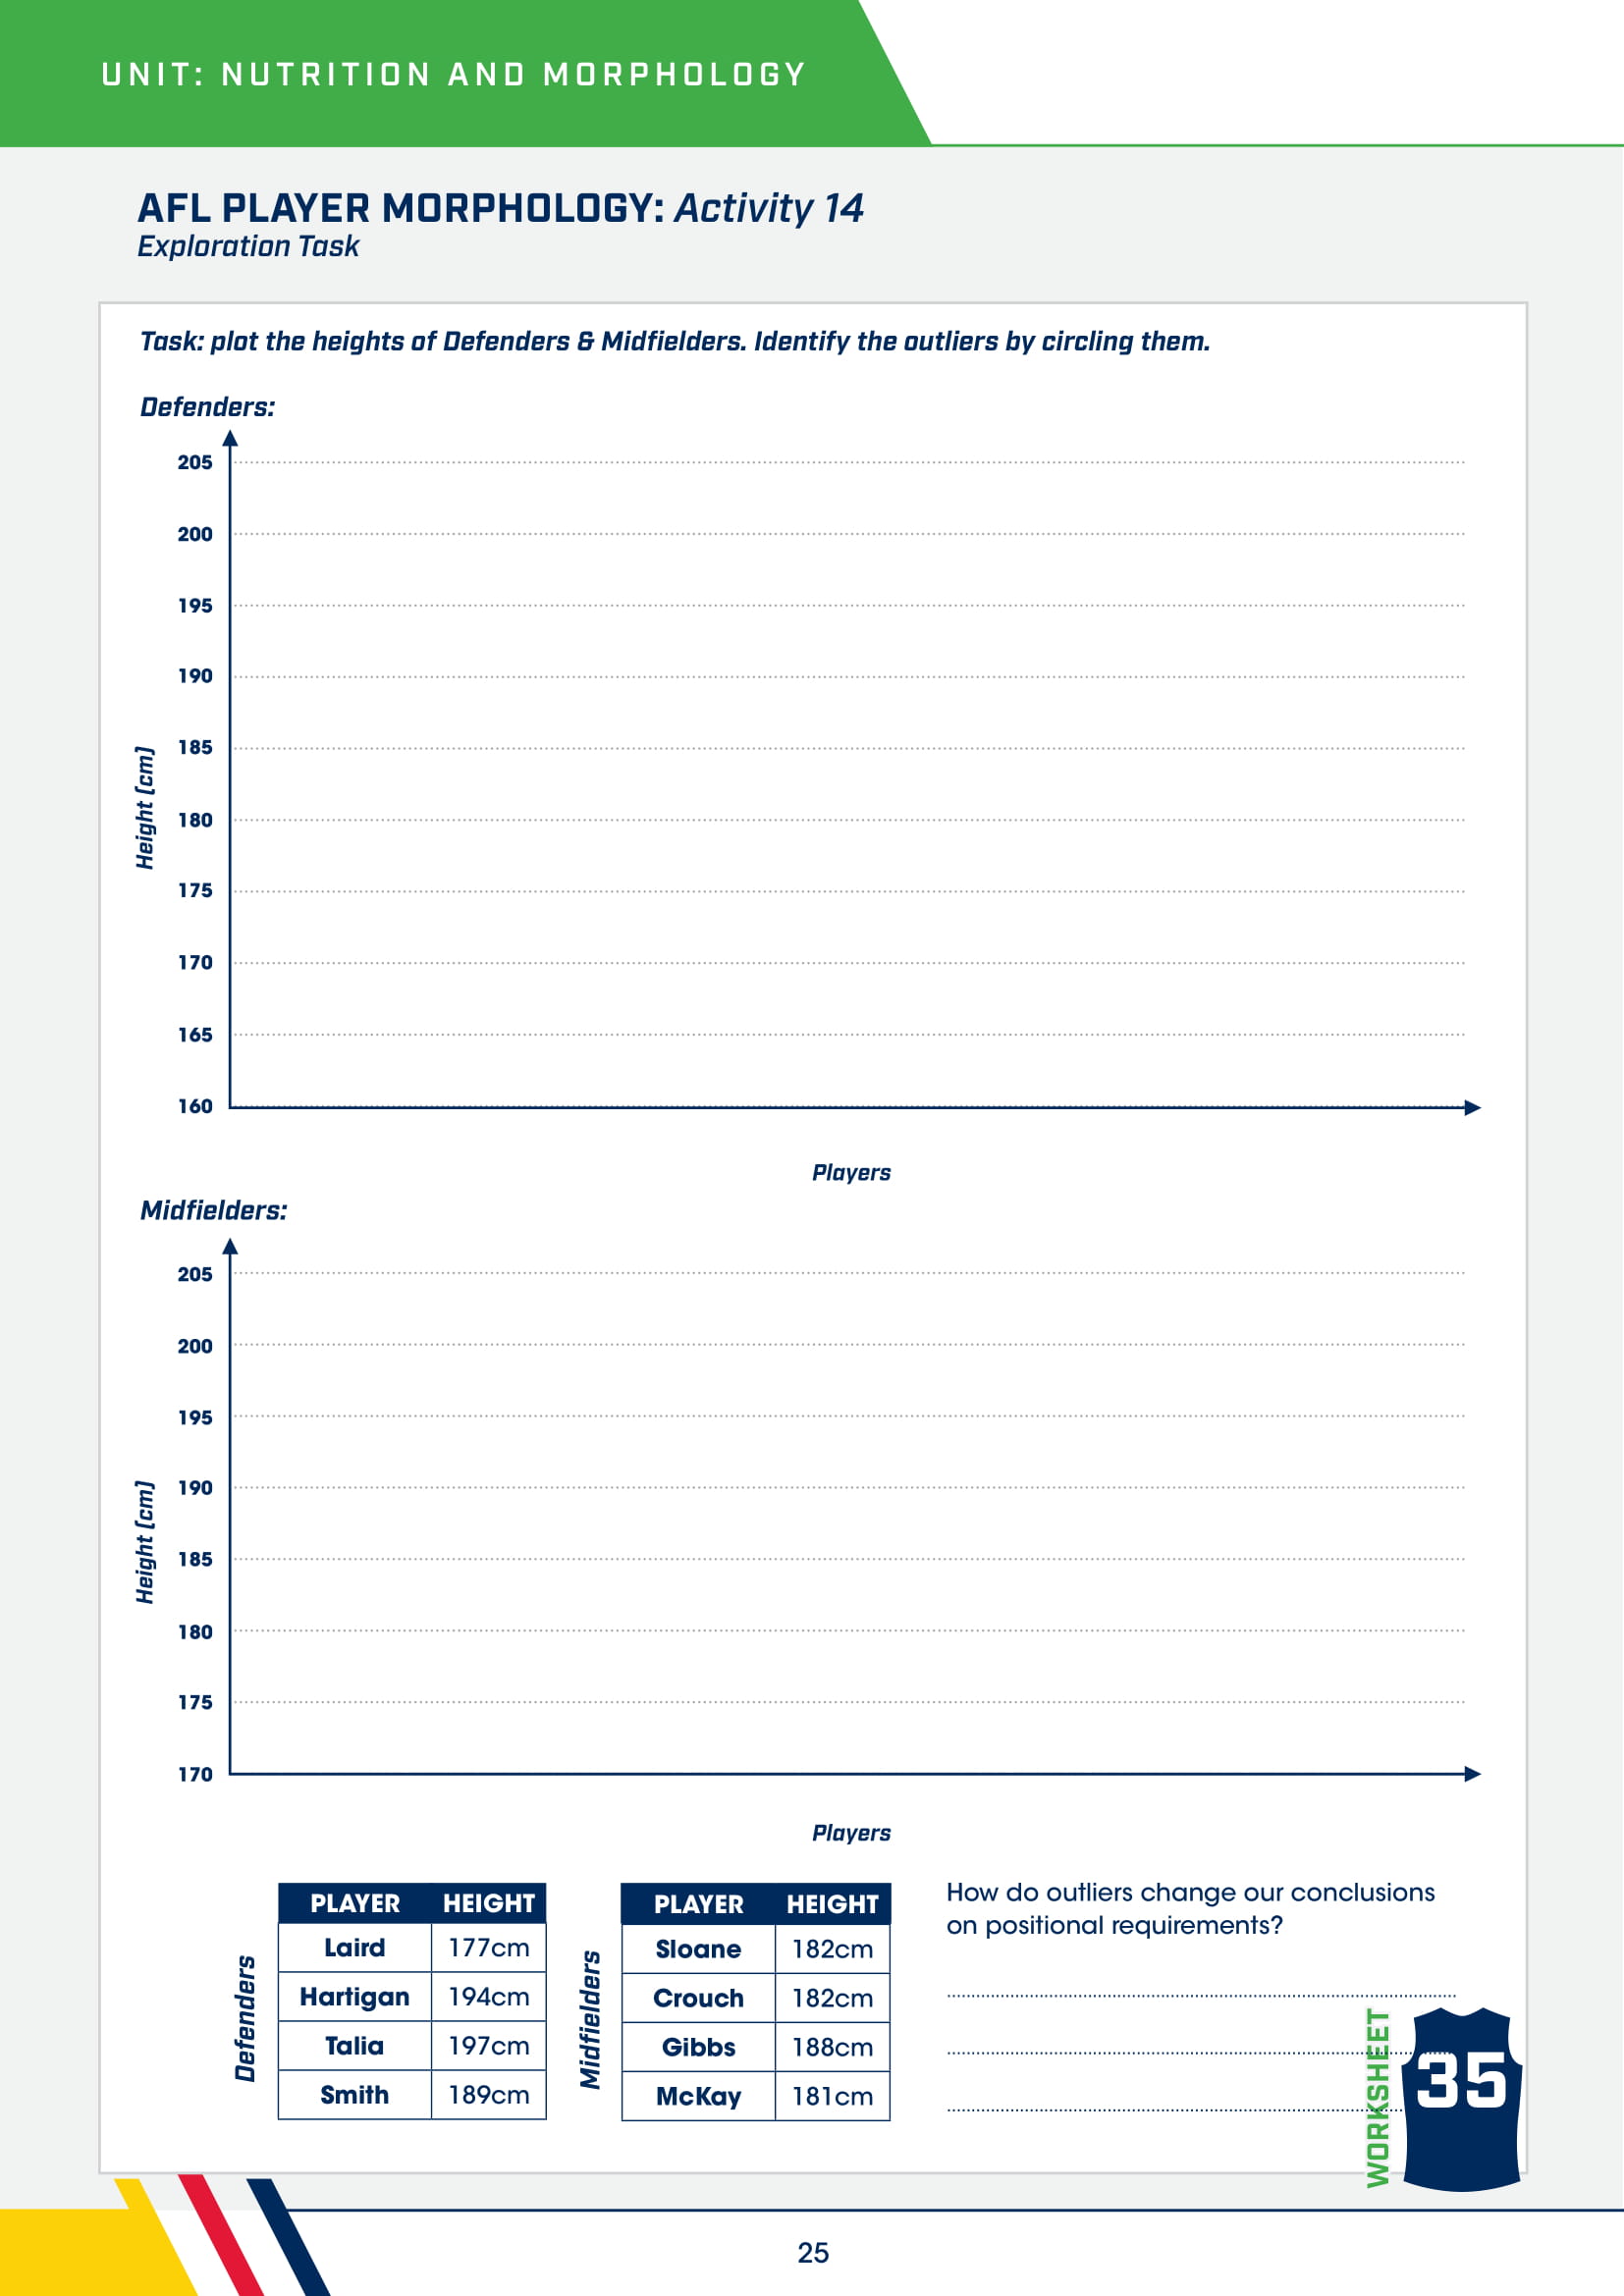 UNIT: NUTRITION AND MORPHOLOGY
AFL PLAYER MORPHOLOGY: Activity 14
Exploration Task
Task: plot the heights of Defenders & Midfielders. Identify the outliers by circling them.
Defenders:
205
200
195
190
185
180
175
170
165
160
Height (cm)
Players
Midfielders:
205
200
195
190
185
180
175
170
Height (cm)
Players
Defenders
PLAYER HEIGHT
Laird 177cm
Hartigan 194cm
Talia 197cm
Smith 189cm
Midfielders
PLAYER HEIGHT
Sloane 182cm
Crouch 182cm
Gibbs 188cm
McKay 181cm
How do outliers change our conclusions
on positional requirements?
WORKSHEET
35
25